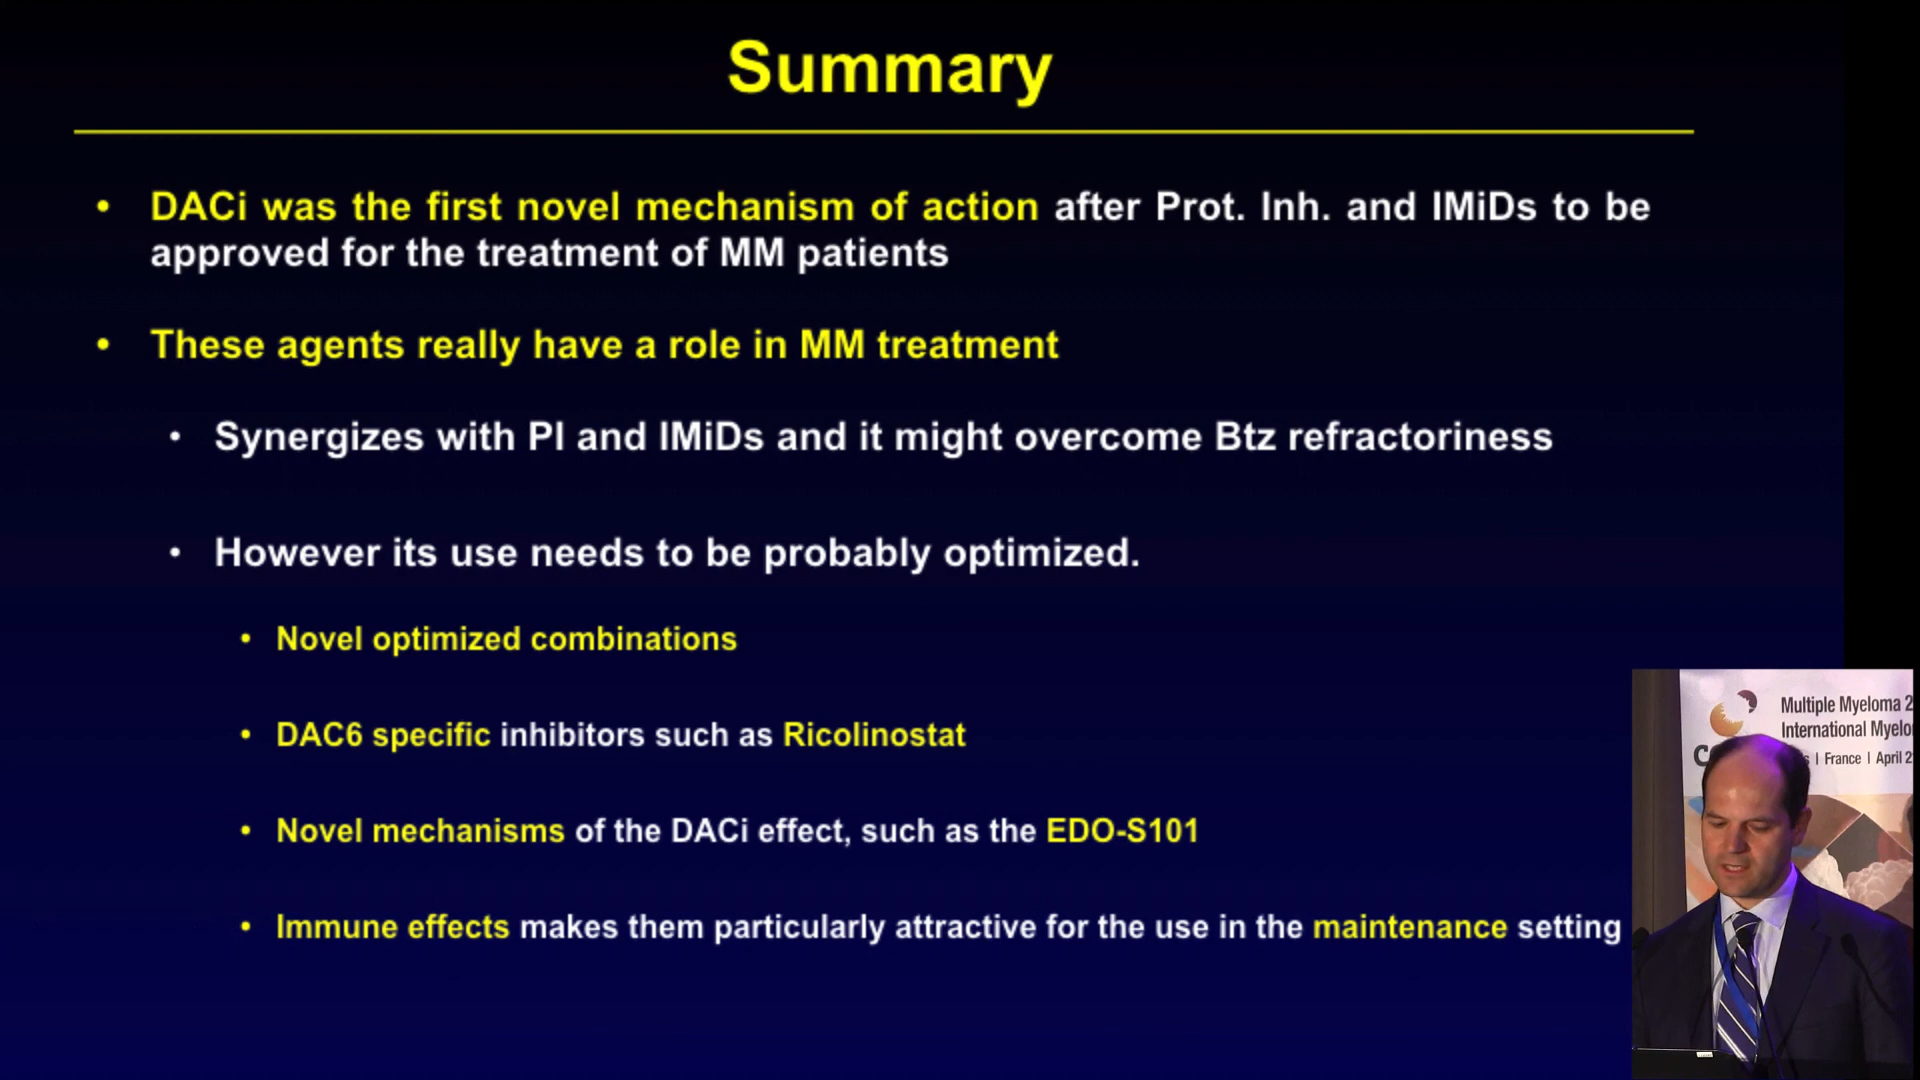 Summary
• DACi was the first novel mechanism of action after Prot. Inh. and IMiDs to be
approved for the treatment of MM patients
• These agents really have a role in MM treatment
• Synergizes with PI and IMiDs and it might overcome Btz refractoriness
• However its use needs to be probably optimized.
• Novel optimized combinations
• DAC6 specific inhibitors such as Ricolinostat
• Novel mechanisms of the DACi effect, such as the EDO-S101
• Immune effects makes them particularly attractive for the use in the maintenance setting
Multiple Myeloma 2
International Myelo
| France | April 2